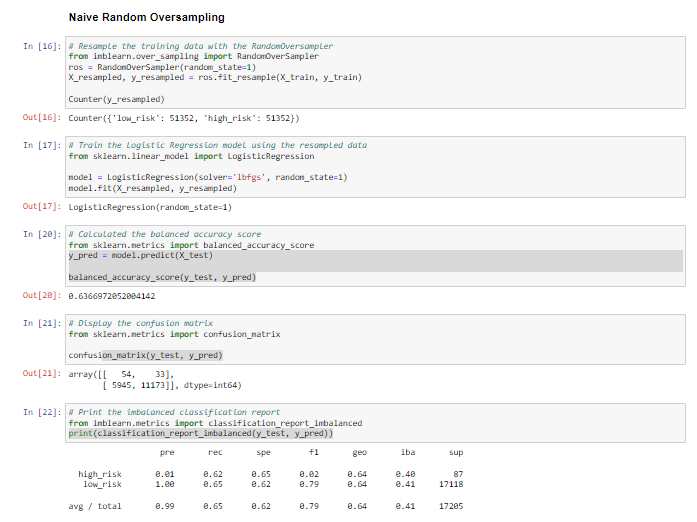 Naive Random Oversampling
In [16]: # Resample the training data with the RandomOversampler
from imblearn.over_sampling import RandomOverSampler
ros = RandomOverSampler(random_state=1)
X_resampled, y_resampled = ros.fit_resample(X_train, y_train)
Counter(y_resampled)
Out[16]: Counter({'low_risk': 51352, 'high_risk': 51352})
In [17]: # Train the Logistic Regression model using the resampled data
from sklearn.linear_model import LogisticRegression
model = LogisticRegression(solver='lbfgs', random_state=1)
model.fit(X_resampled, y_resampled)
Out[17]: LogisticRegression(random_state=1)
In [20]: # Calculated the balanced accuracy score
from sklearn.metrics import balanced_accuracy_score
y_pred = model.predict(X_test)
balanced_accuracy_score(y_test, y_pred)
Out[20]: 0.6366972052004142
In [21]: # Display the confusion matrix
from sklearn.metrics import confusion_matrix
confusion_matrix(y_test, y_pred)
Out[21]: array([[ 54, 33],
[ 5945, 11173]], dtype=int64)
In [22]: # Print the imbalanced classification report
from imblearn.metrics import classification_report_imbalanced
print(classification_report_imbalanced(y_test, y_pred))
pre rec spe f1 geo iba sup
high_risk 0.01 0.62 0.65 0.02 0.64 0.40 87
low_risk 1.00 0.65 0.62 0.79 0.64 0.41 17118
avg / total 0.99 0.65 0.62 0.79 0.64 0.41 17205